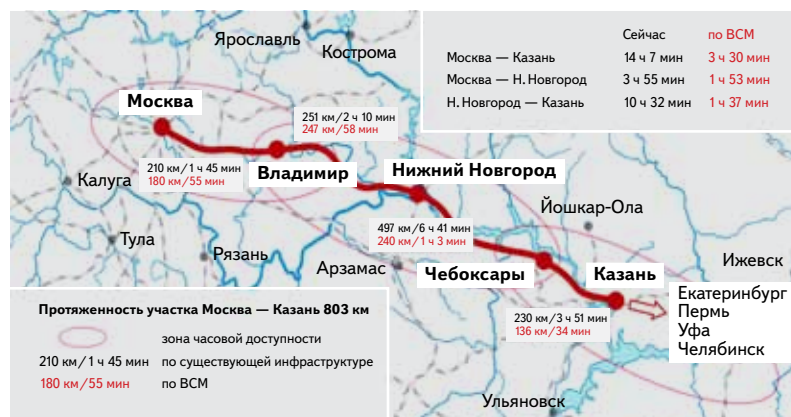 Ярославль
Кострома
Сейчас по ВСМ
Москва — Казань 14 ч 7 мин 3 ч 30 мин
Москва — Н. Новгород 3 ч 55 мин 1 ч 53 мин
Н. Новгород — Казань 10 ч 32 мин 1 ч 37 мин
Москва
251 км/2 ч 10 мин
247 км/58 мин
210 км/1 ч 45 мин
180 км/55 мин
Владимир
Нижний Новгород
Калуга
Йошкар-Ола
497 км/6 ч 41 мин
240 км/1 ч 3 мин
Тула
Рязань
Арзамас
Чебоксары
Казань
Ижевск
Екатеринбург
Пермь
Уфа
Челябинск
230 км/3 ч 51 мин
136 км/34 мин
Протяженность участка Москва — Казань 803 км
зона часовой доступности
210 км/1 ч 45 мин по существующей инфраструктуре
180 км/55 мин по ВСМ
Ульяновск